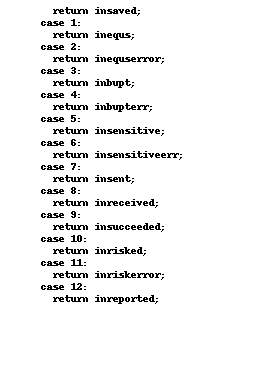 return insaved;
case 1:
return inequs;
case 2:
return inequserror;
case 3:
return inbupt;
case 4:
return inbupterr;
case 5:
return insensitive;
case 6:
return insensitiveerr;
case 7:
return insent;
case 8:
return inreceived;
case 9:
return insucceeded;
case 10:
return inrisked;
case 11:
return inriskerror;
case 12:
return inreported;